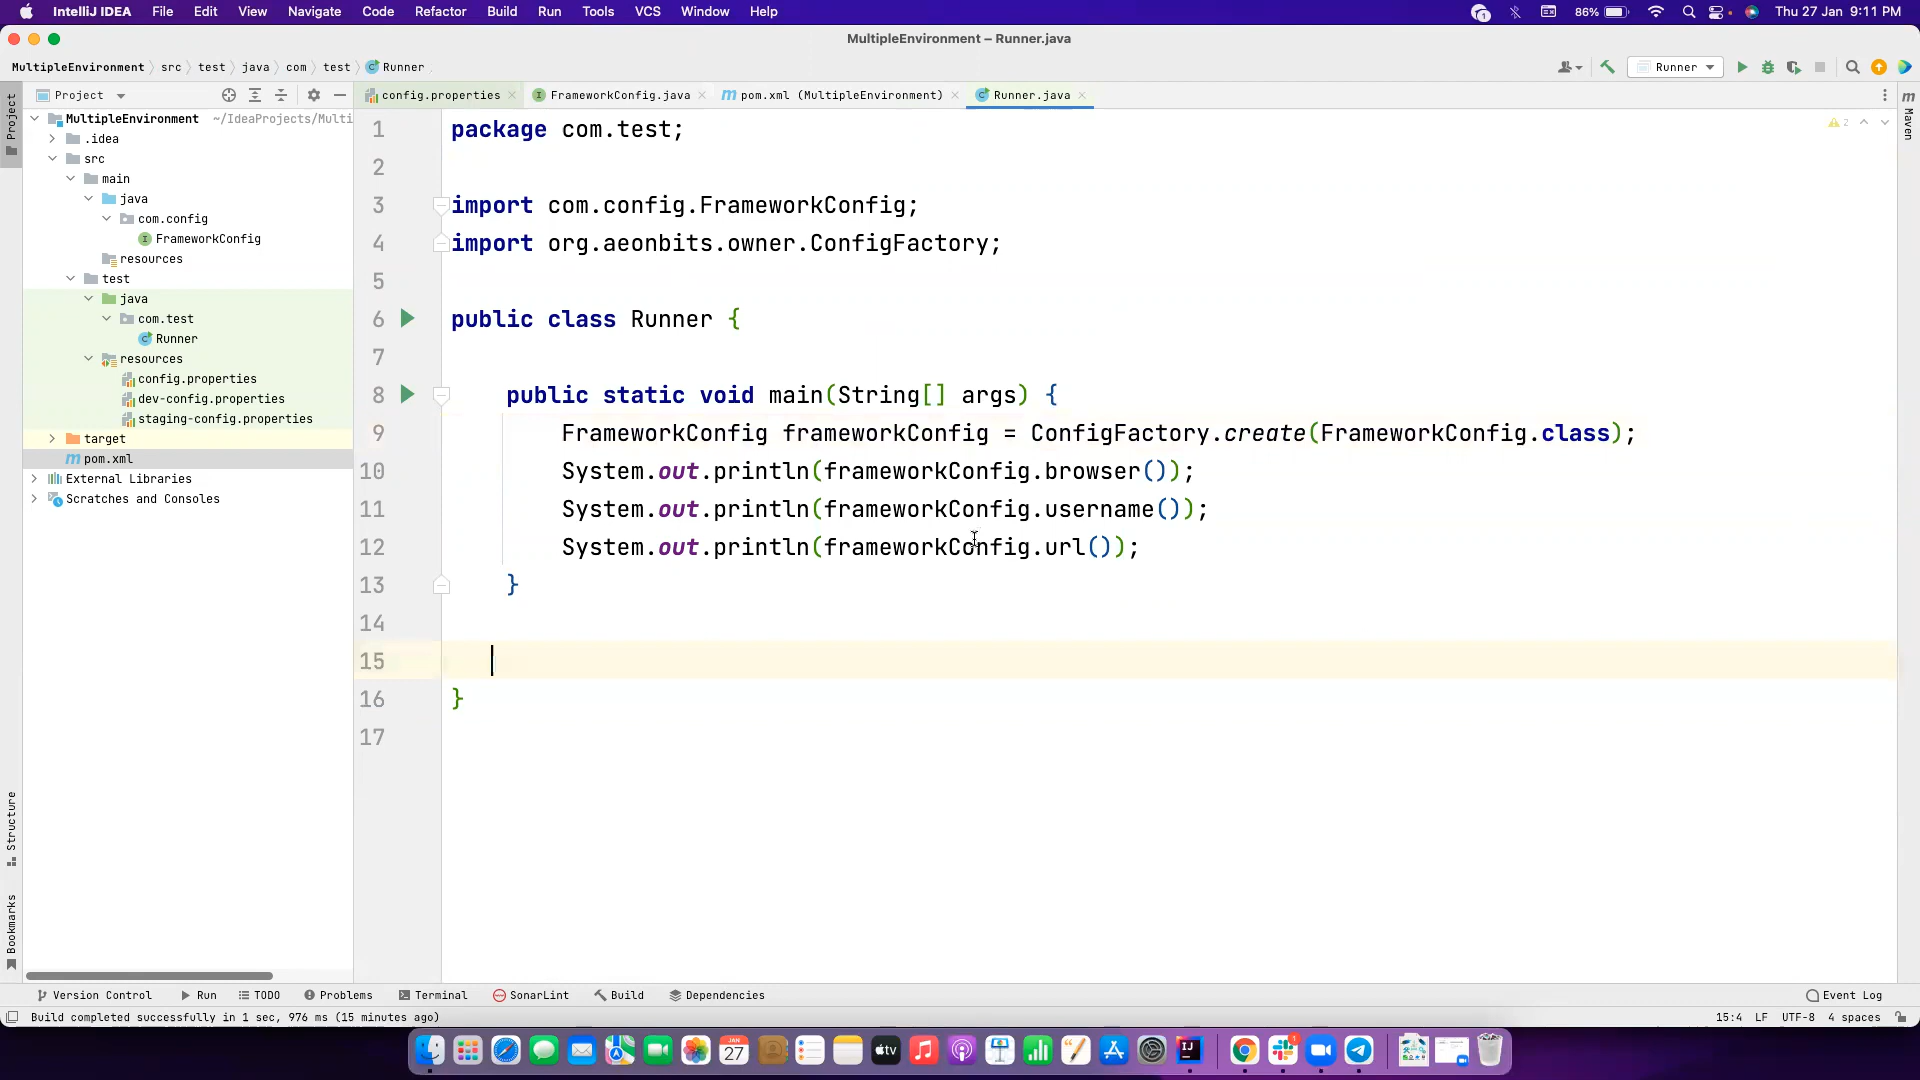 IntelliJ IDEA File Edit View Navigate Code Refactor Build Run Tools VCS Window Help 1 86% Thu 27 Jan 9:11 PM
MultipleEnvironment – Runner.java
MultipleEnvironment src test java com test Runner Runner
Project config.properties FrameworkConfig.java pom.xml (MultipleEnvironment) Runner.java
MultipleEnvironment ~/IdeaProjects/Multi
.idea
src
main
java
com.config
FrameworkConfig
resources
test
java
com.test
Runner
resources
config.properties
dev-config.properties
staging-config.properties
target
pom.xml
External Libraries
Scratches and Consoles
1 package com.test;
2
3 import com.config.FrameworkConfig;
4 import org.aeonbits.owner.ConfigFactory;
5
6 public class Runner {
7
8 public static void main(String[] args) {
9 FrameworkConfig frameworkConfig = ConfigFactory.create(FrameworkConfig.class);
10 System.out.println(frameworkConfig.browser());
11 System.out.println(frameworkConfig.username());
12 System.out.println(frameworkConfig.url());
13 }
14
15
16 }
17
2
Project
Structure
Bookmarks
Maven
Version Control Run TODO Problems Terminal SonarLint Build Dependencies Event Log
Build completed successfully in 1 sec, 976 ms (15 minutes ago) 15:4 LF UTF-8 4 spaces
JAN
27
tv
1